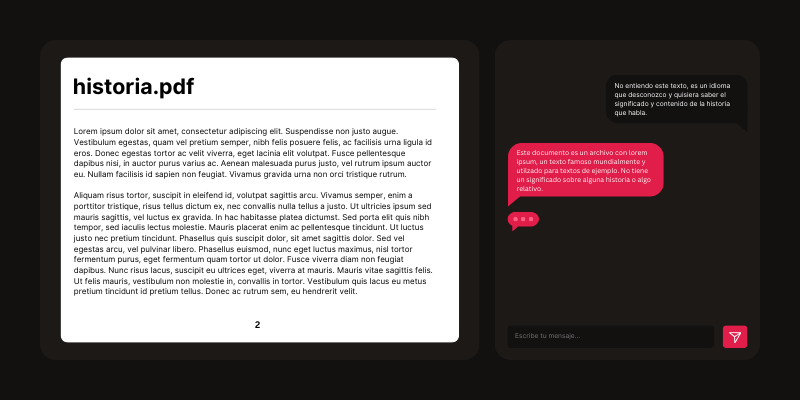 historia.pdf
Lorem ipsum dolor sit amet, consectetur adipiscing elit. Suspendisse non justo augue.
Vestibulum egestas, quam vel pretium semper, nibh felis posuere felis, ac facilisis urna ligula id
eros. Donec egestas tortor ac velit viverra, eget lacinia elit volutpat. Fusce pellentesque
dapibus nisi, in auctor purus varius ac. Aenean malesuada purus justo, vel rutrum ipsum auctor
eu. Nullam facilisis id sapien non feugiat. Vivamus gravida urna non orci tristique rutrum.
Aliquam risus tortor, suscipit in eleifend id, volutpat sagittis arcu. Vivamus semper, enim a
porttitor tristique, risus tellus dictum ex, nec convallis nulla tellus a justo. Ut ultricies ipsum sed
mauris sagittis, vel luctus ex gravida. In hac habitasse platea dictumst. Sed porta elit quis nibh
tempor, sed iaculis lectus molestie. Mauris placerat enim ac pellentesque tincidunt. Ut luctus
justo nec pretium tincidunt. Phasellus quis suscipit dolor, sit amet sagittis dolor. Sed vel
egestas arcu, vel pulvinar libero. Phasellus euismod, nunc eget luctus maximus, nisl tortor
fermentum purus, eget fermentum quam tortor ut dolor. Fusce viverra diam non feugiat
dapibus. Nunc risus lacus, suscipit eu ultrices eget, viverra at mauris. Mauris vitae sagittis felis.
Ut felis mauris, vestibulum non molestie in, convallis in tortor. Vestibulum quis lacus eu metus
pretium tincidunt id pretium tellus. Donec ac rutrum sem, eu hendrerit velit.
2
No entiendo este texto, es un idioma
que desconozco y quisiera saber el
significado y contenido de la historia
que habla.
Este documento es un archivo con lorem
ipsum, un texto famoso mundialmente y
utlizado para textos de ejemplo. No tiene
un significado sobre alguna historia o algo
relativo.
Escribe tu mensaje...